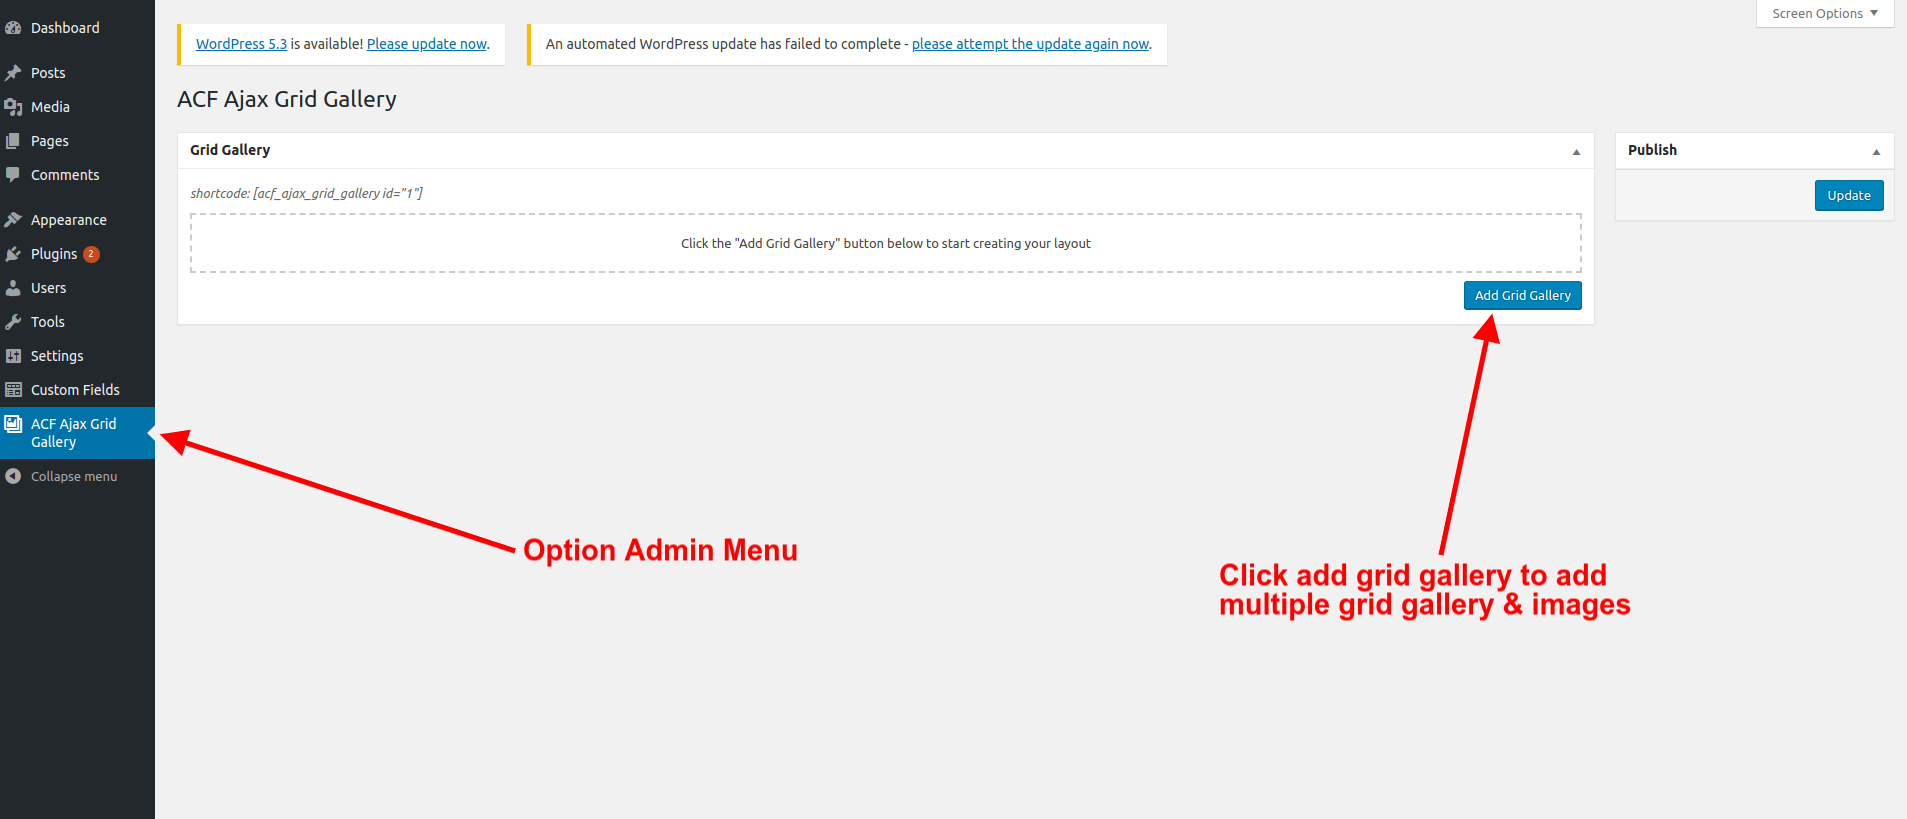 Dashboard
Posts
Media
Pages
Comments
Appearance
Plugins 2
Users
Tools
Settings
Custom Fields
ACF Ajax Grid
Gallery
Collapse menu
Screen Options
WordPress 5.3 is available! Please update now.
An automated WordPress update has failed to complete - please attempt the update again now.
ACF Ajax Grid Gallery
Grid Gallery
shortcode: [acf_ajax_grid_gallery id="1"]
Click the "Add Grid Gallery" button below to start creating your layout
Add Grid Gallery
Publish
Update
Option Admin Menu
Click add grid gallery to add
multiple grid gallery & images